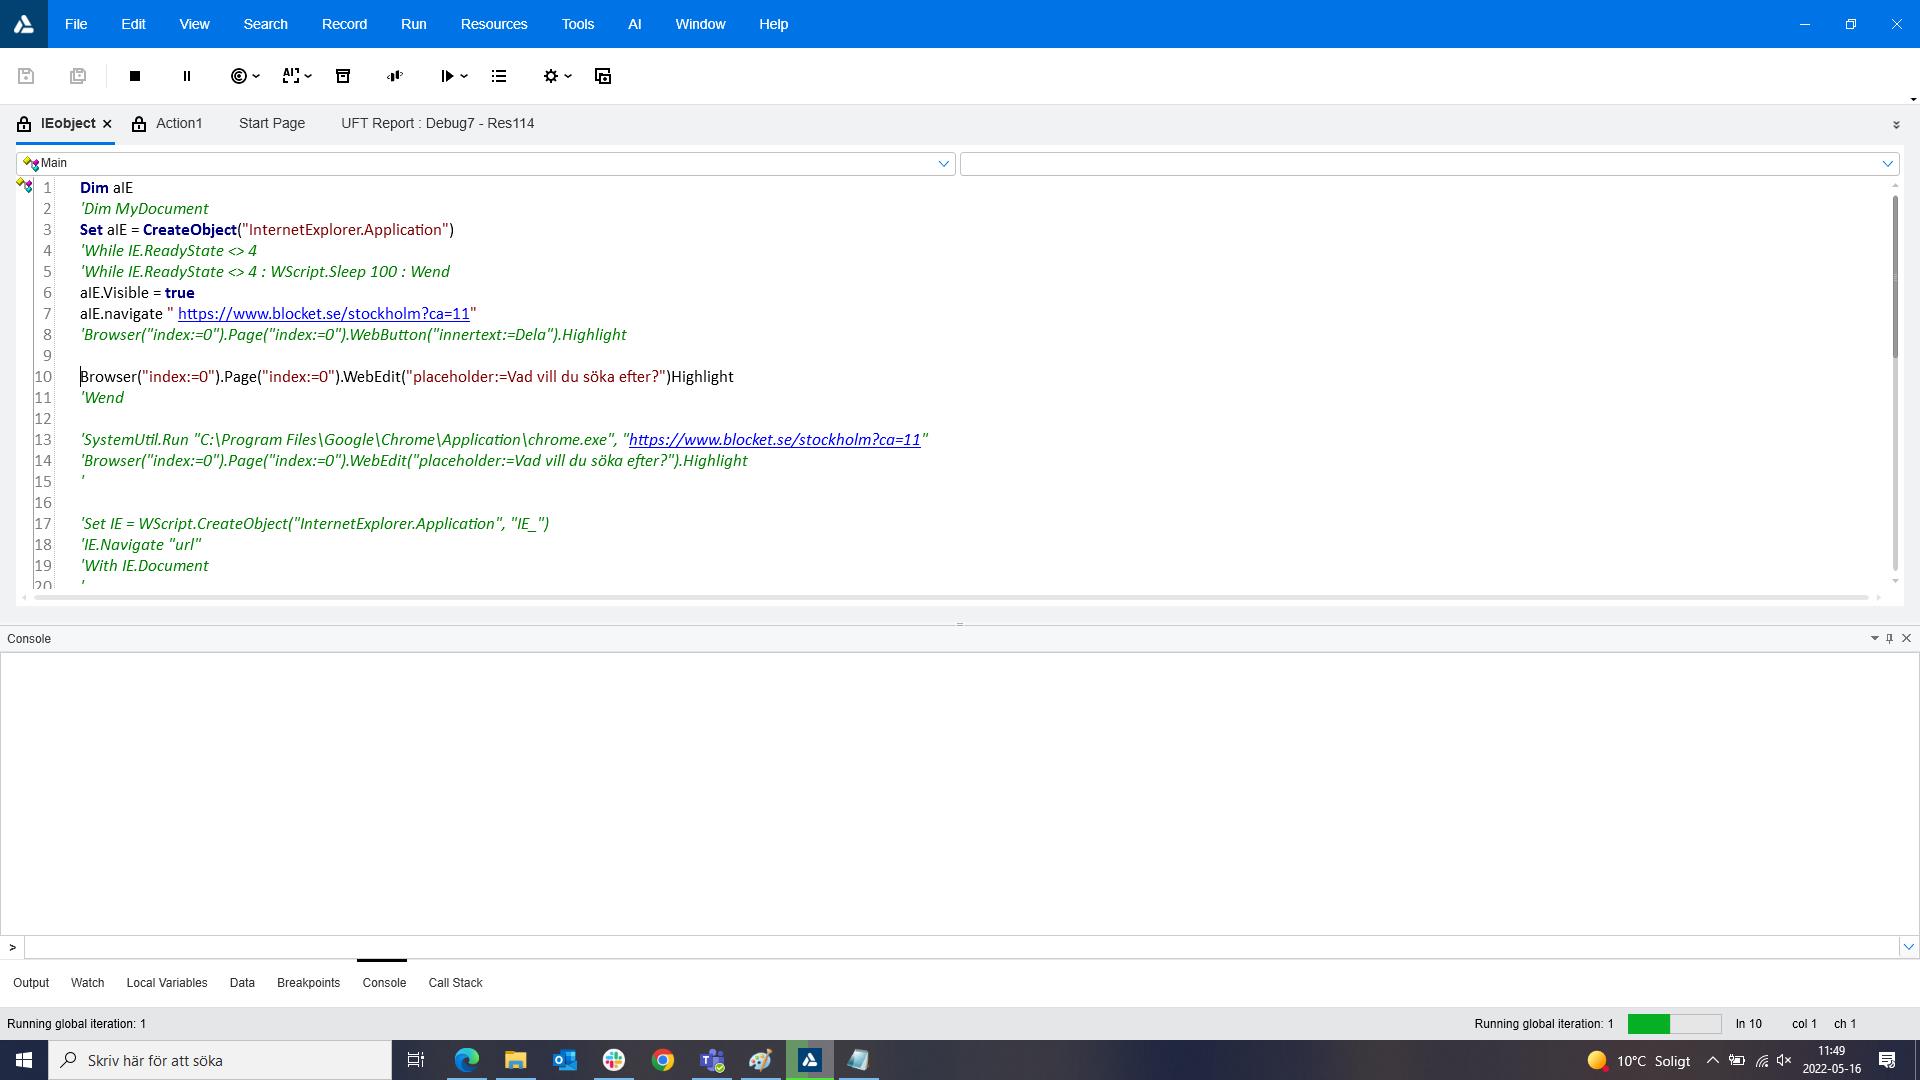 File Edit View Search Record Run Resources Tools AI Window Help
IEobject Action1 Start Page UFT Report : Debug7 - Res114
Main
1 Dim aIE
2 'Dim MyDocument
3 Set aIE = CreateObject("InternetExplorer.Application")
4 'While IE.ReadyState <> 4
5 'While IE.ReadyState <> 4 : WScript.Sleep 100 : Wend
6 aIE.Visible = true
7 aIE.navigate " https://www.blocket.se/stockholm?ca=11"
8 'Browser("index:=0").Page("index:=0").WebButton("innertext:=Dela").Highlight
9
10 Browser("index:=0").Page("index:=0").WebEdit("placeholder:=Vad vill du söka efter?")Highlight
11 'Wend
12
13 'SystemUtil.Run "C:\Program Files\Google\Chrome\Application\chrome.exe", "https://www.blocket.se/stockholm?ca=11"
14 'Browser("index:=0").Page("index:=0").WebEdit("placeholder:=Vad vill du söka efter?").Highlight
15 '
16
17 'Set IE = WScript.CreateObject("InternetExplorer.Application", "IE_")
18 'IE.Navigate "url"
19 'With IE.Document
20 '
Console
>
Output Watch Local Variables Data Breakpoints Console Call Stack
Running global iteration: 1 Running global iteration: 1 ln 10 col 1 ch 1
Skriv här för att söka 10°C Soligt 11:49
2022-05-16